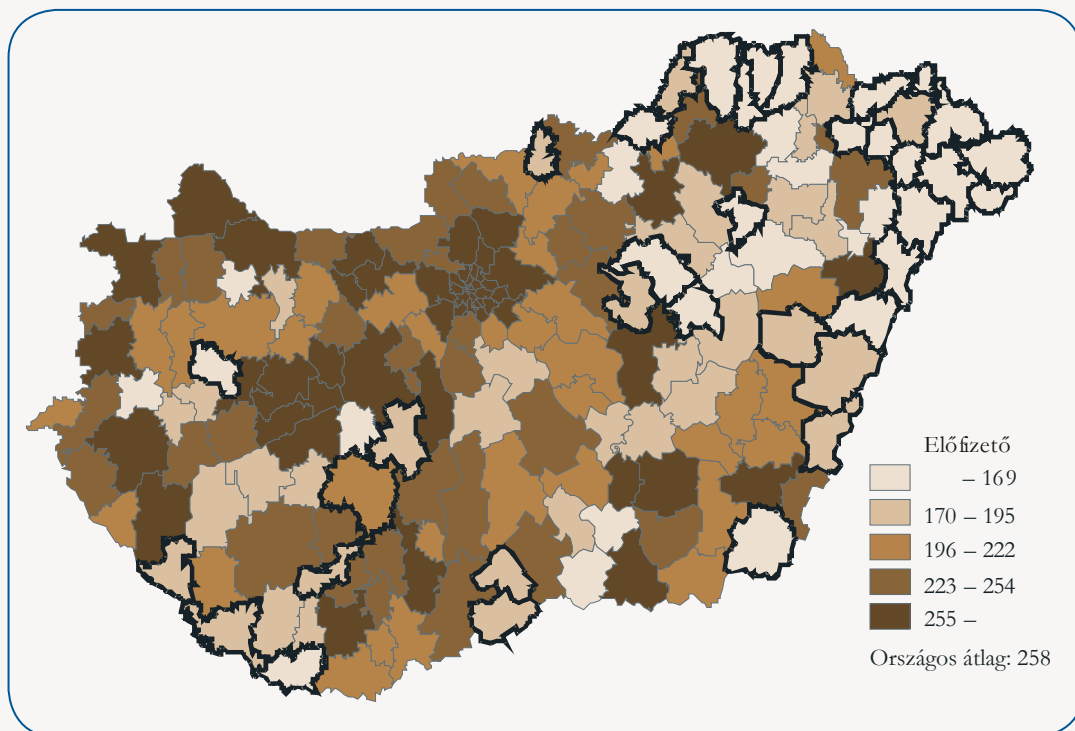 Előfizető
– 169
170 – 195
196 – 222
223 – 254
255 –
Országos átlag: 258